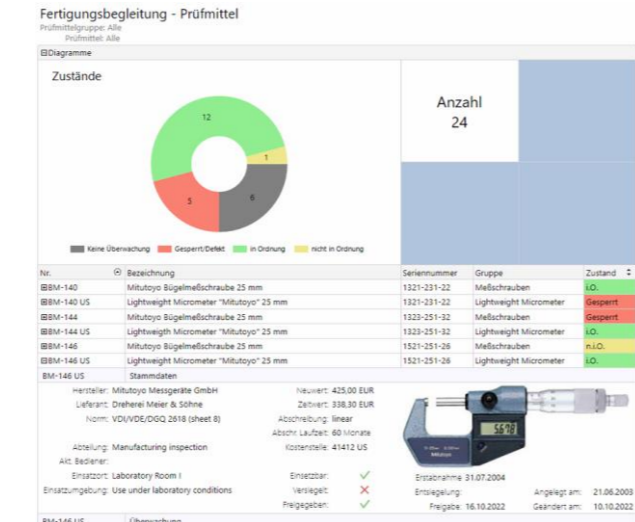 Fertigungsbegleitung - Prüfmittel
Prüfmittelgruppe: Alle
Prüfmittel: Alle
Diagramme
Zustände
12
1
5
6
Keine Überwachung Gesperrt/Defekt in Ordnung nicht in Ordnung
Anzahl
24
Nr. Bezeichnung Seriennummer Gruppe Zustand
BM-140 Mitutoyo Bügelmeßschraube 25 mm 1321-231-22 Meßschrauben i.O.
BM-140 US Lightweight Micrometer "Mitutoyo" 25 mm 1321-231-22 Lightweight Micrometer Gesperrt
BM-144 Mitutoyo Bügelmeßschraube 25 mm 1323-251-32 Meßschrauben Gesperrt
BM-144 US Lightweigth Micrometer "Mitutoyo" 25 mm 1323-251-32 Lightweight Micrometer i.O.
BM-146 Mitutoyo Bügelmeßschraube 25 mm 1521-251-26 Meßschrauben n.i.O.
BM-146 US Lightweight Micrometer "Mitutoyo" 25 mm 1521-251-26 Lightweight Micrometer i.O.
BM-146 US Stammdaten
Hersteller: Mitutoyo Messgeräte GmbH Neuwert: 425,00 EUR
Lieferant: Dreherei Meier & Söhne Zeitwert: 338,30 EUR
Norm: VDI/VDE/DGQ 2618 (sheet 8) Abschreibung: linear
Abschr. Laufzeit: 60 Monate
Abteilung: Manufacturing inspection Kostenstelle: 41412 US
Akt. Bediener:
Einsatzort: Laboratory Room I Einsetzbar:
Einsatzumgebung: Use under laboratory conditions Versiegelt:
Freigegeben:
5.678
Mitutoyo
Erstabnahme 31.07.2004
Entsiegelung: Angelegt am: 21.06.2003
Freigabe: 16.10.2022 Geändert am: 10.10.2022
BM-146 US Überwachung